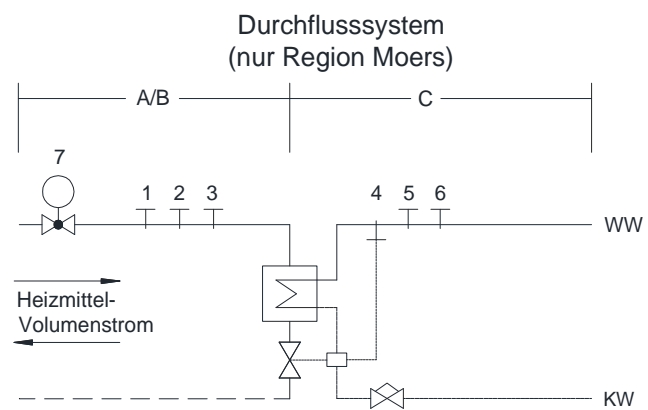 Durchflusssystem
(nur Region Moers)
A/B
C
7
1 2 3
4 5 6
WW
Heizmittel-
Volumenstrom
KW